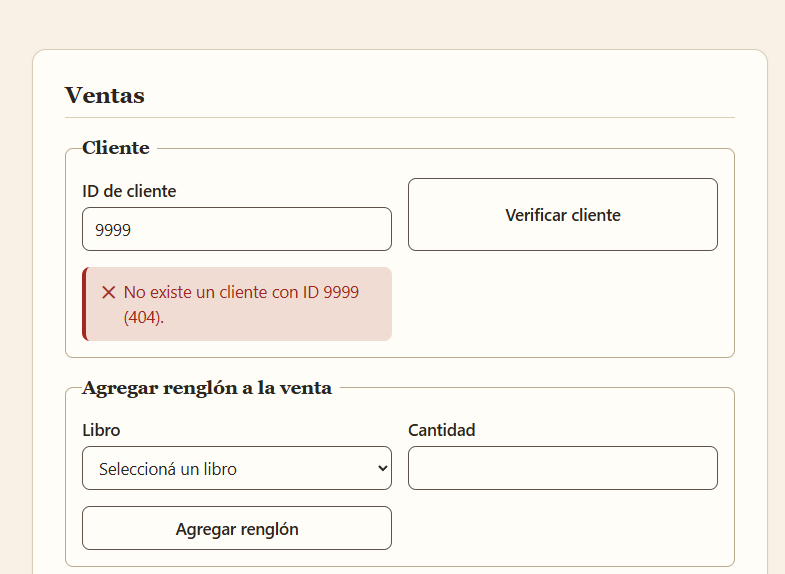 Ventas
Cliente
ID de cliente
9999
Verificar cliente
✕ No existe un cliente con ID 9999
(404).
Agregar renglón a la venta
Libro
Cantidad
Seleccioná un libro
Agregar renglón